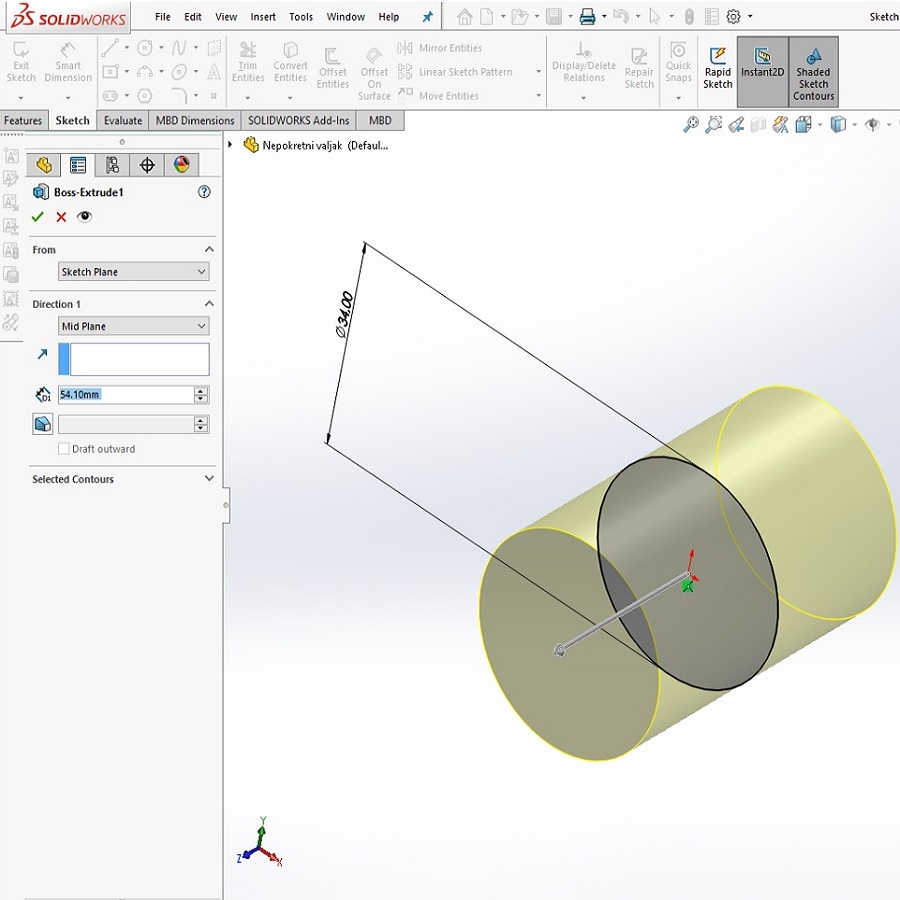 SOLIDWORKS File Edit View Insert Tools Window Help Sketch
Exit Sketch
Smart Dimension
Trim Entities
Convert Entities
Offset Entities
Offset On Surface
Mirror Entities
Linear Sketch Pattern
Move Entities
Display/Delete Relations
Repair Sketch
Quick Snaps
Rapid Sketch
Instant2D
Shaded Sketch Contours
Features Sketch Evaluate MBD Dimensions SOLIDWORKS Add-Ins MBD
Nepokretni valjak (Defaul...
Boss-Extrude1
From
Sketch Plane
Direction 1
Mid Plane
D1 54.10mm
Draft outward
Selected Contours
Ø34,00
Y
Z
X